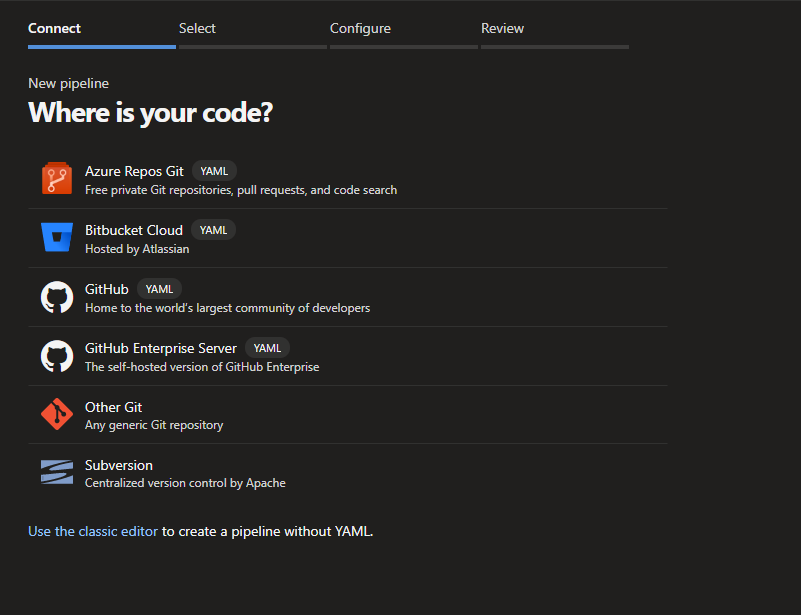 Connect Select Configure Review
New pipeline
Where is your code?
Azure Repos Git YAML
Free private Git repositories, pull requests, and code search
Bitbucket Cloud YAML
Hosted by Atlassian
GitHub YAML
Home to the world's largest community of developers
GitHub Enterprise Server YAML
The self-hosted version of GitHub Enterprise
Other Git
Any generic Git repository
Subversion
Centralized version control by Apache
Use the classic editor to create a pipeline without YAML.